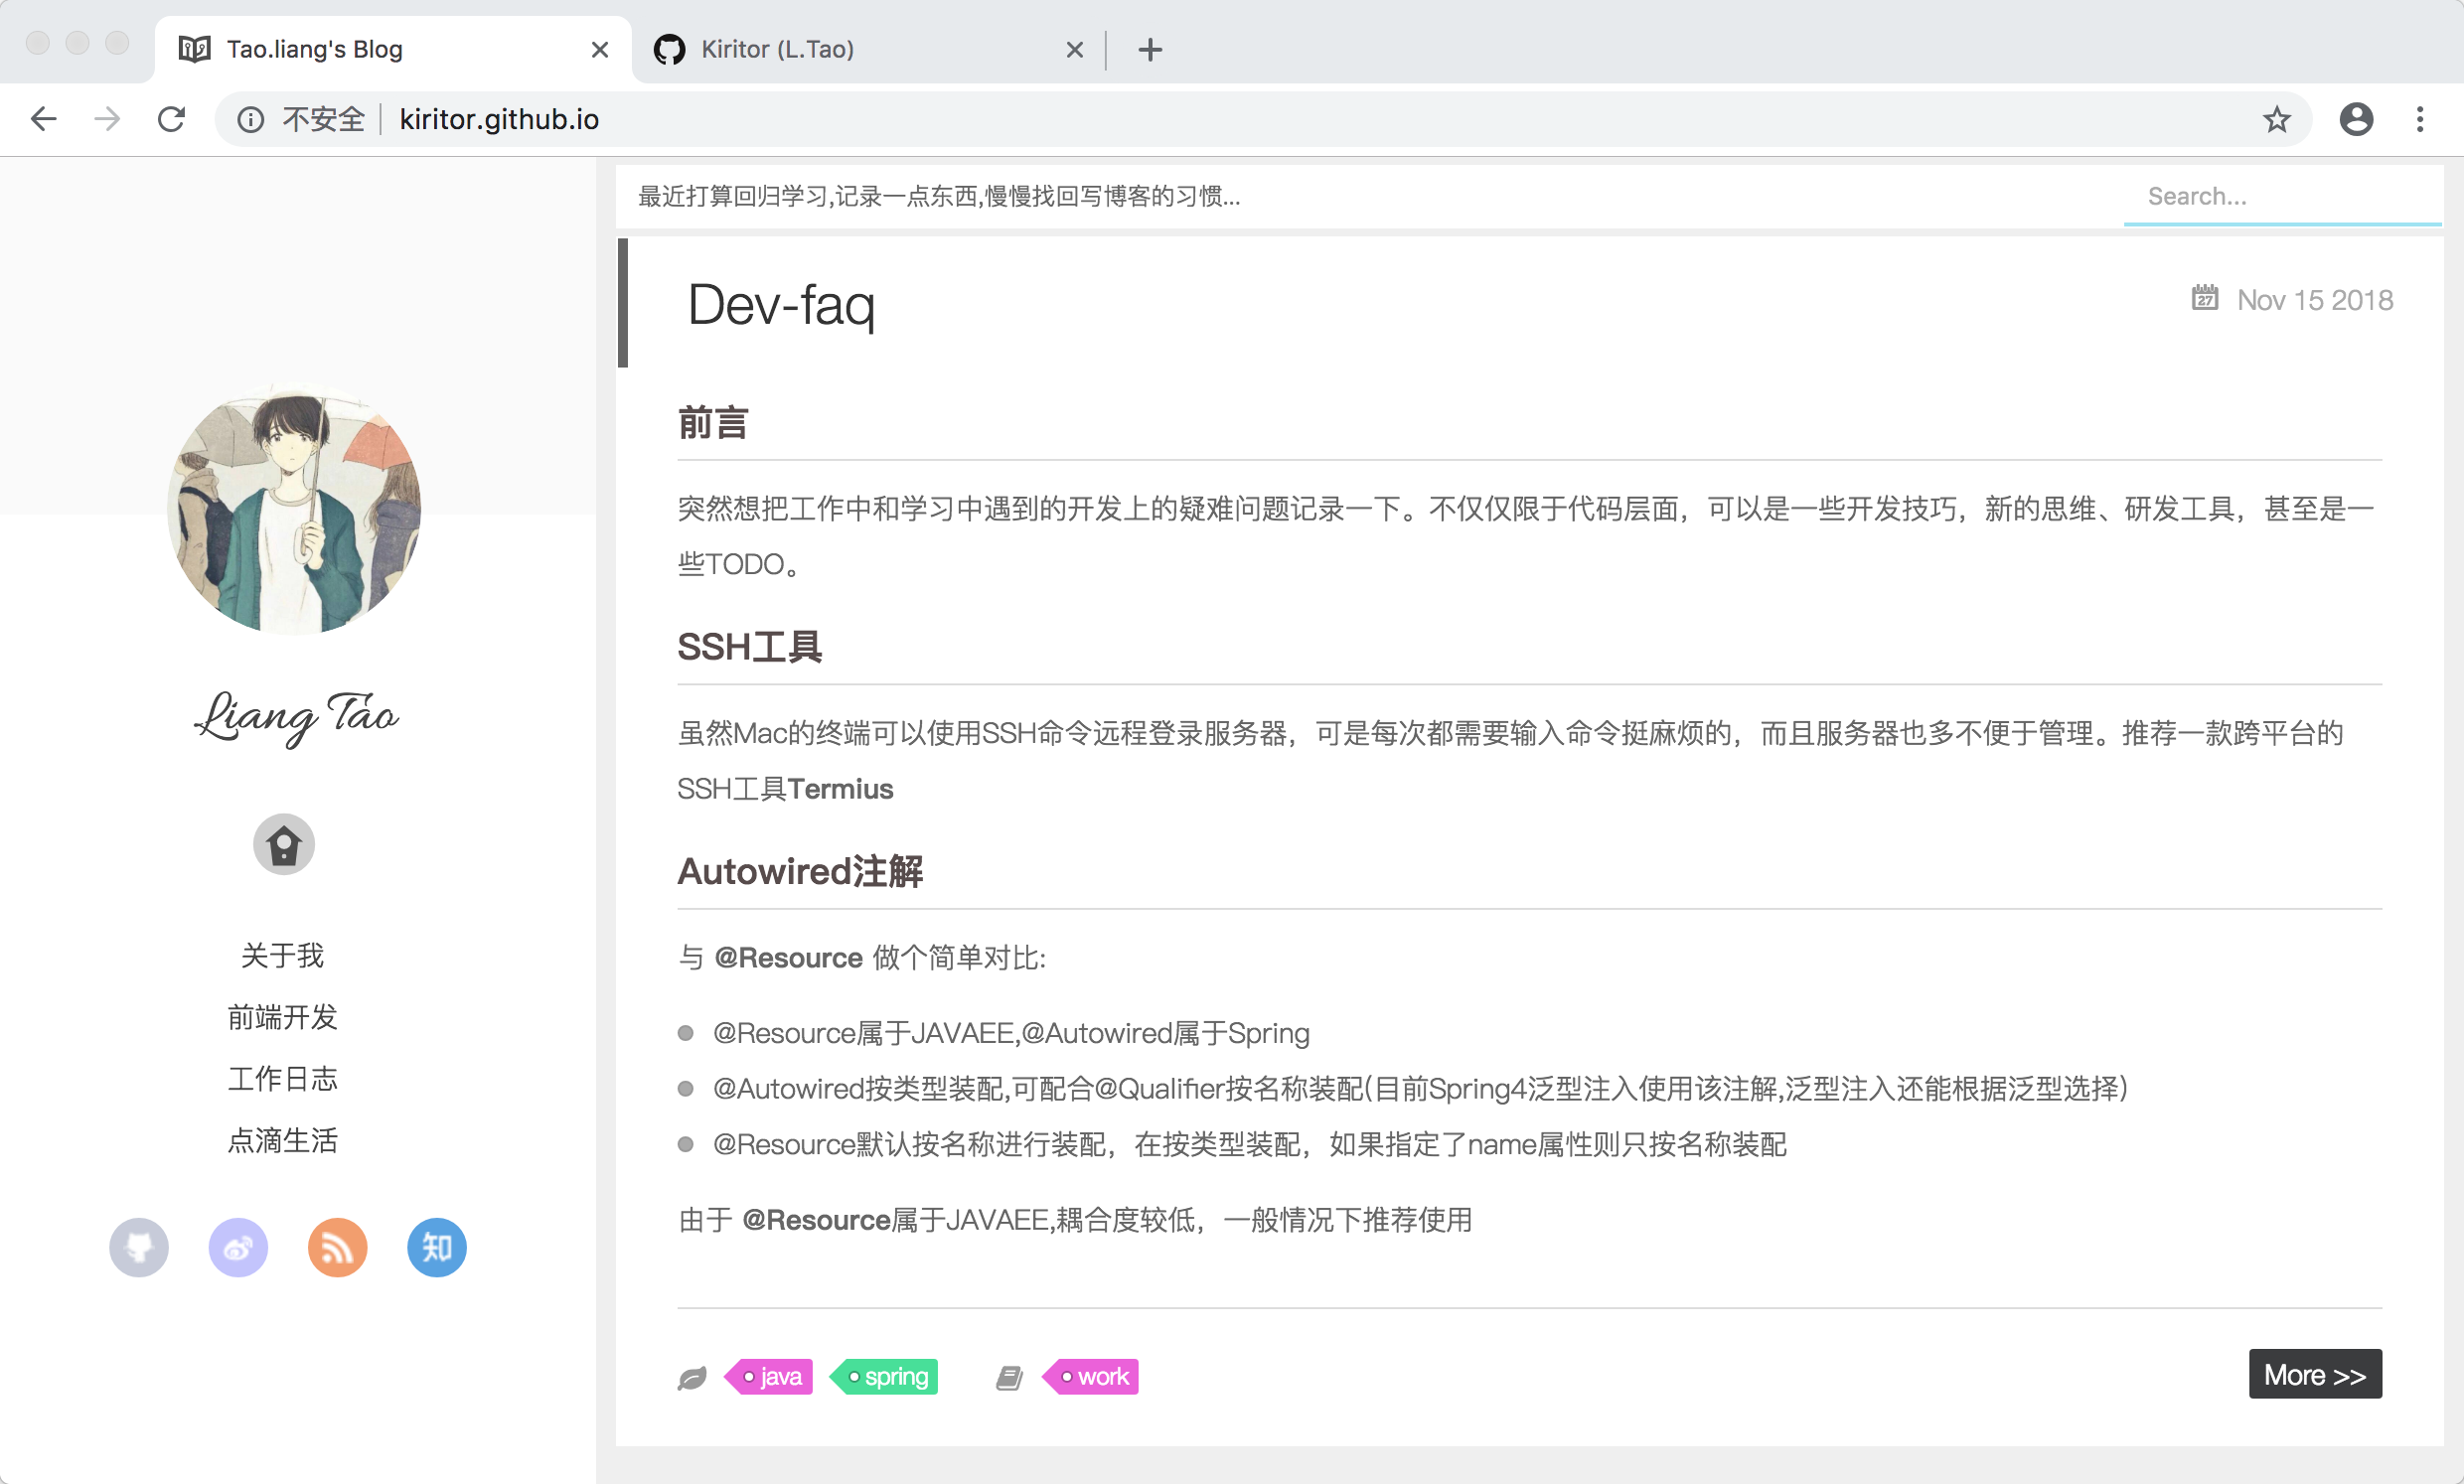 Tao.liang's Blog
Kiritor (L.Tao)
不安全
kiritor.github.io
最近打算回归学习,记录一点东西,慢慢找回写博客的习惯...
Search...
Dev-faq
27
Nov 15 2018
前言
突然想把工作中和学习中遇到的开发上的疑难问题记录一下。不仅仅限于代码层面，可以是一些开发技巧，新的思维、研发工具，甚至是一
些TODO。
SSH工具
虽然Mac的终端可以使用SSH命令远程登录服务器，可是每次都需要输入命令挺麻烦的，而且服务器也多不便于管理。推荐一款跨平台的
SSH工具Termius
Autowired注解
与 @Resource 做个简单对比:
@Resource属于JAVAEE,@Autowired属于Spring
@Autowired按类型装配,可配合@Qualifier按名称装配(目前Spring4泛型注入使用该注解,泛型注入还能根据泛型选择)
@Resource默认按名称进行装配，在按类型装配，如果指定了name属性则只按名称装配
由于 @Resource属于JAVAEE,耦合度较低，一般情况下推荐使用
java
spring
work
More >>
Liang Tao
关于我
前端开发
工作日志
点滴生活
知